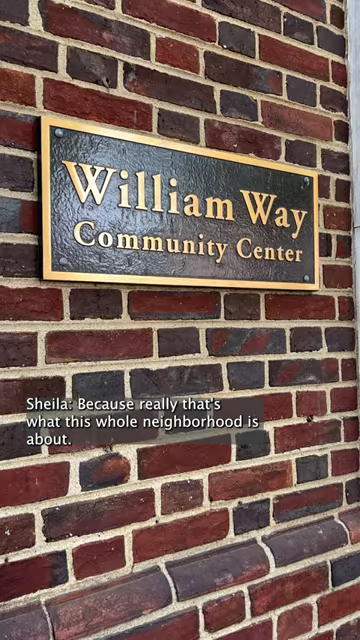 William Way
Community Center
Sheila: Because really that's
what this whole neighborhood is
about.